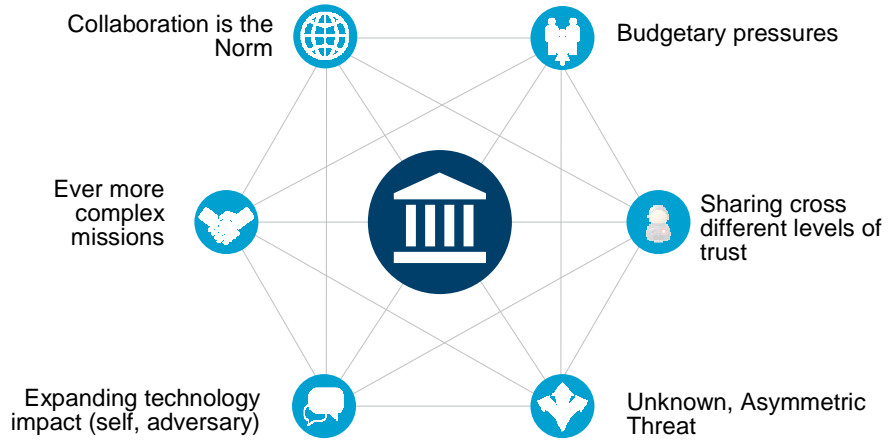 Collaboration is the
Norm
Budgetary pressures
Ever more
complex
missions
Sharing cross
different levels of
trust
Expanding technology
impact (self, adversary)
Unknown, Asymmetric
Threat